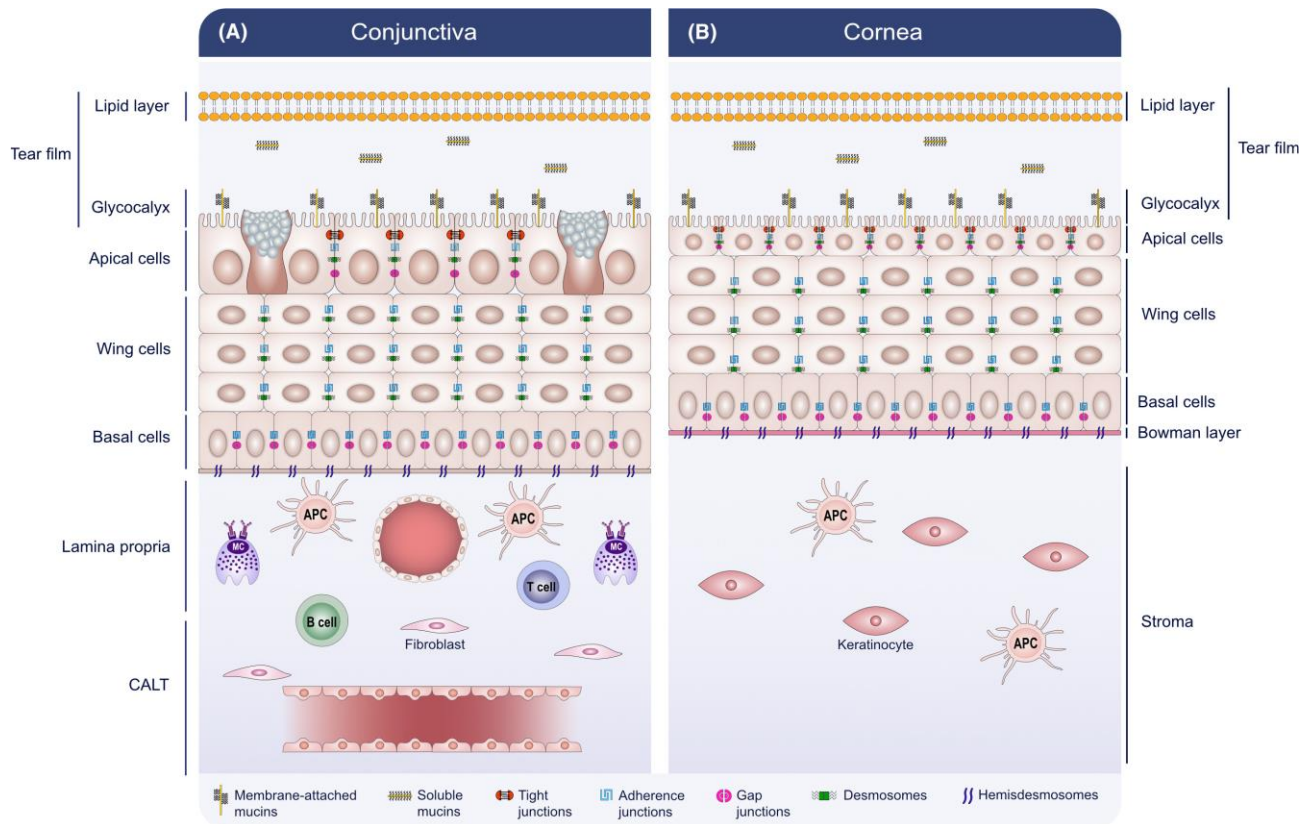 (A) Conjunctiva
(B) Cornea
Lipid layer
Tear film
Glycocalyx
Apical cells
Wing cells
Basal cells
Lamina propria
CALT
Lipid layer
Tear film
Glycocalyx
Apical cells
Wing cells
Basal cells
Bowman layer
Stroma
APC
APC
MC
MC
T cell
B cell
Fibroblast
APC
Keratinocyte
APC
Membrane-attached
mucins
Soluble
mucins
Tight
junctions
Adherence
junctions
Gap
junctions
Desmosomes
Hemisdesmosomes